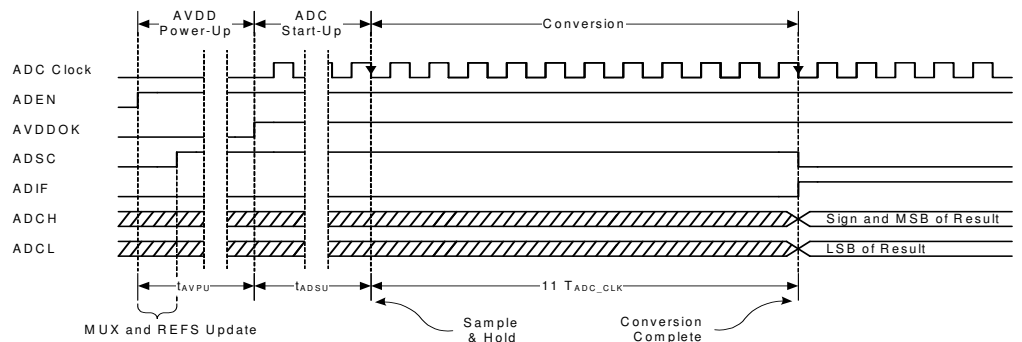 AVDD
Power-Up
ADC
Start-Up
Conversion
ADC Clock
ADEN
AVDDOK
ADSC
ADIF
ADCH
Sign and MSB of Result
ADCL
LSB of Result
tAVPU
tADSU
11 TADC_CLK
MUX and REFS Update
Sample
& Hold
Conversion
Complete